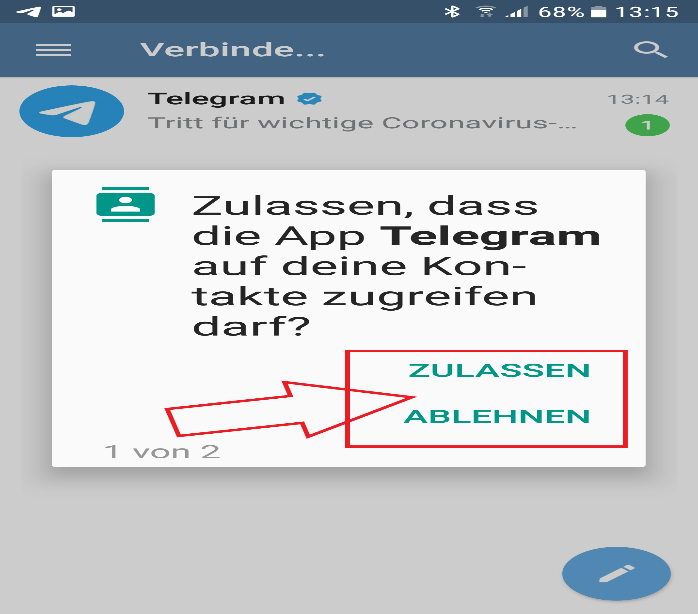 68% 13:15
Verbinde...
Telegram 13:14
Tritt für wichtige Coronavirus-... 1
Zulassen, dass
die App Telegram
auf deine Kon-
takte zugreifen
darf?
ZULASSEN
ABLEHNEN
1 von 2